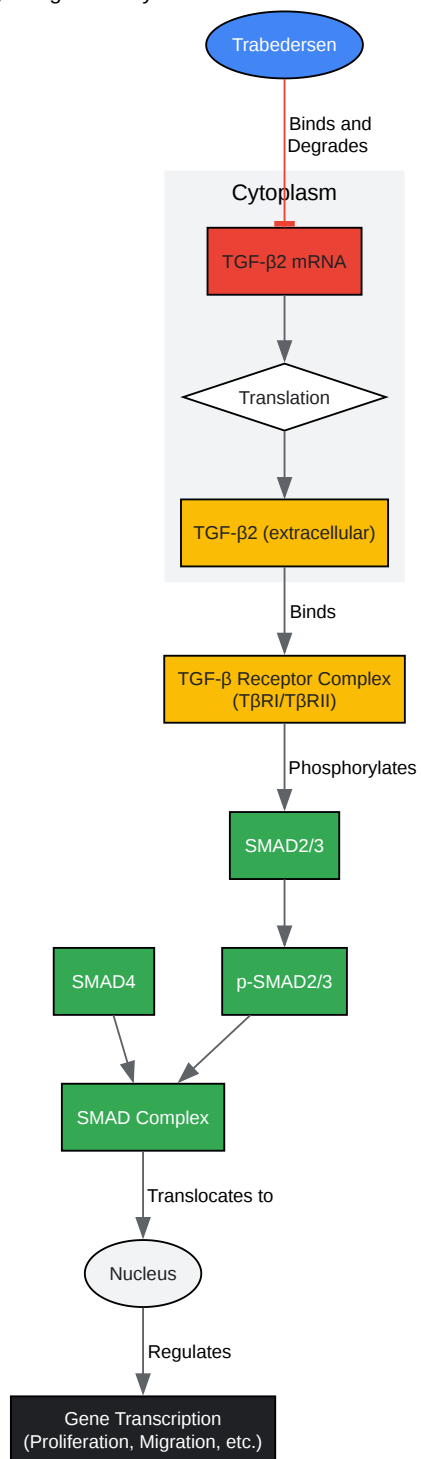 Trabedersen
Binds and
Degrades
Cytoplasm
TGF-β2 mRNA
Translation
TGF-β2 (extracellular)
Binds
TGF-β Receptor Complex
(TβRI/TβRII)
Phosphorylates
SMAD2/3
SMAD4
p-SMAD2/3
SMAD Complex
Translocates to
Nucleus
Regulates
Gene Transcription
(Proliferation, Migration, etc.)